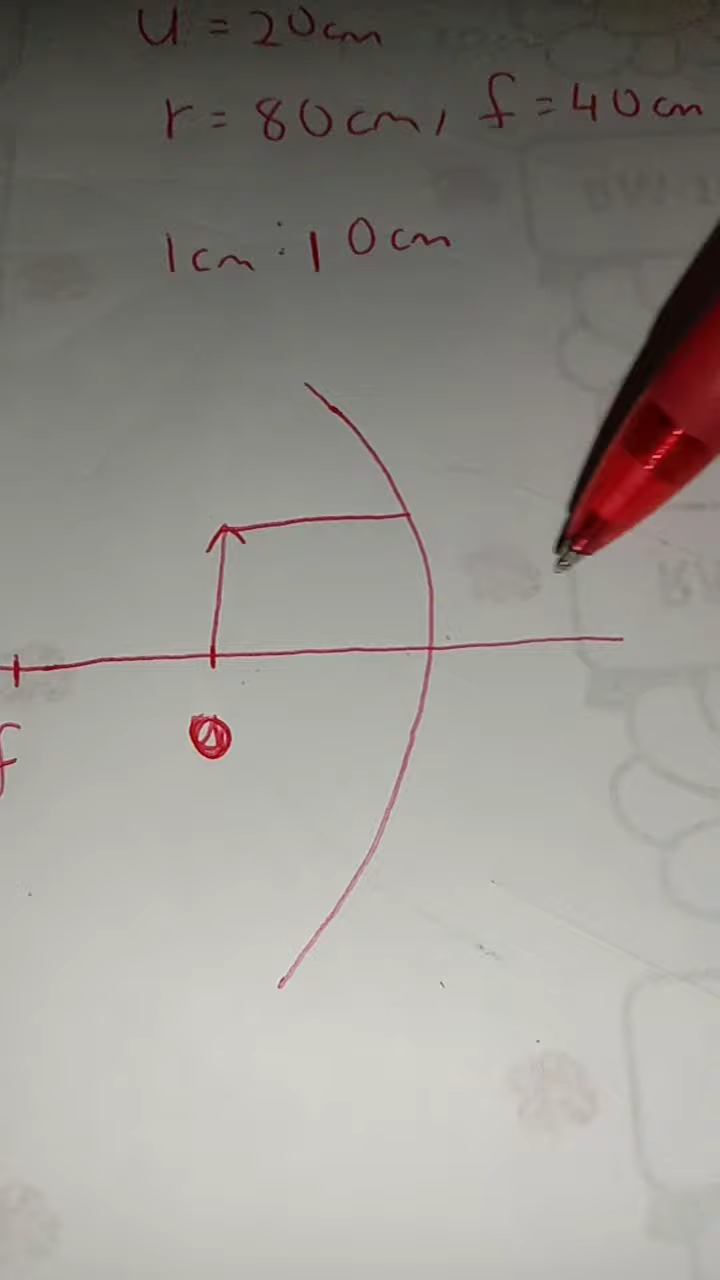 u = 20cm
r = 80cm, f = 40cm
1cm : 10cm
f